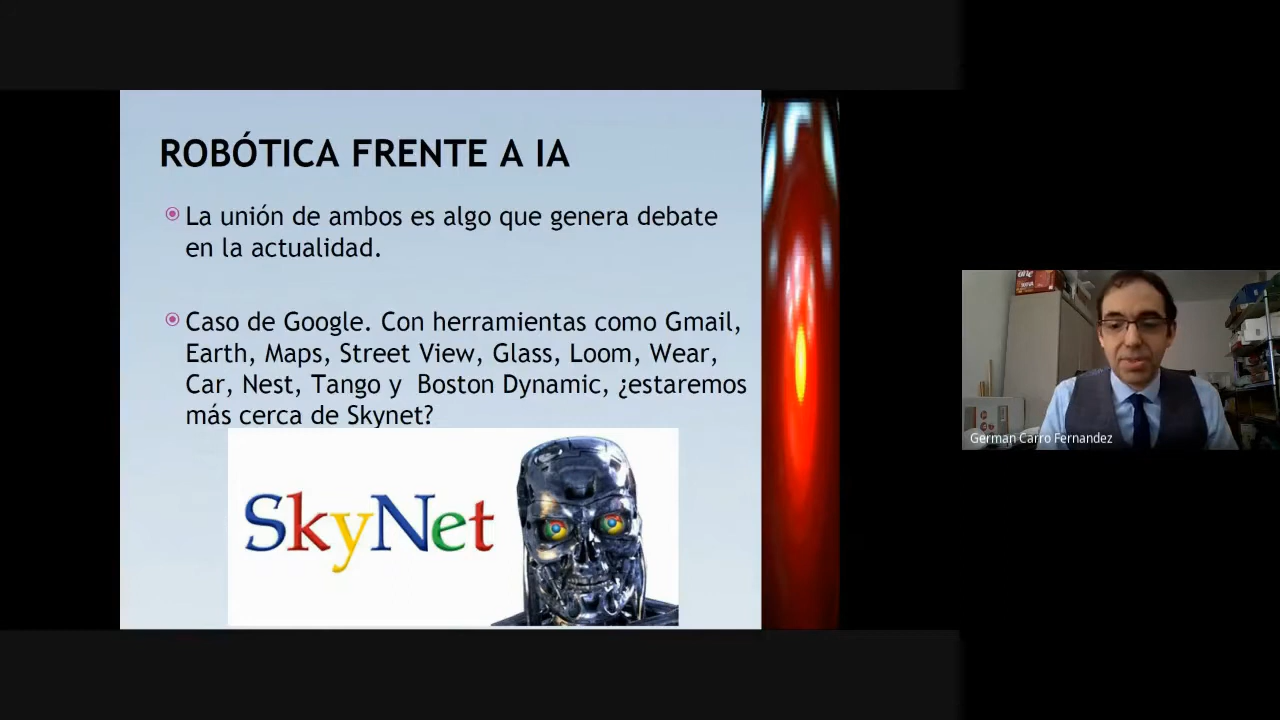 ROBÓTICA FRENTE A IA
La unión de ambos es algo que genera debate
en la actualidad.
Caso de Google. Con herramientas como Gmail,
Earth, Maps, Street View, Glass, Loom, Wear,
Car, Nest, Tango y Boston Dynamic, ¿estaremos
más cerca de Skynet?
SkyNet
German Carro Fernandez